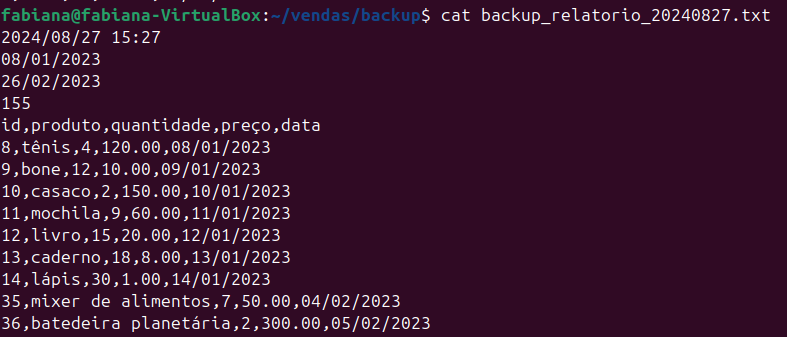 fabiana@fabiana-VirtualBox:~/vendas/backup$ cat backup_relatorio_20240827.txt
2024/08/27 15:27
08/01/2023
26/02/2023
155
id,produto,quantidade,preço,data
8,tênis,4,120.00,08/01/2023
9,bone,12,10.00,09/01/2023
10,casaco,2,150.00,10/01/2023
11,mochila,9,60.00,11/01/2023
12,livro,15,20.00,12/01/2023
13,caderno,18,8.00,13/01/2023
14,lápis,30,1.00,14/01/2023
35,mixer de alimentos,7,50.00,04/02/2023
36,batedeira planetária,2,300.00,05/02/2023